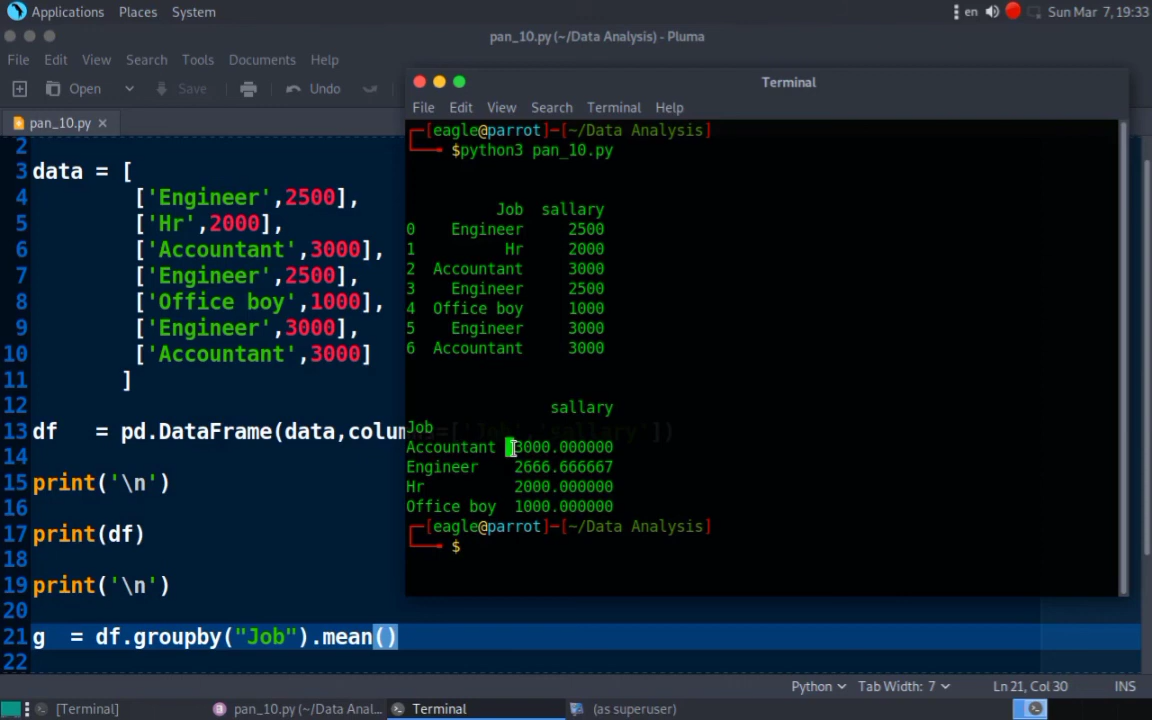 Applications Places System en Sun Mar 7, 19:33
pan_10.py (~/Data Analysis) - Pluma
File Edit View Search Tools Documents Help
Open Save Undo
pan_10.py
2
3 data = [
4 ['Engineer',2500],
5 ['Hr',2000],
6 ['Accountant',3000],
7 ['Engineer',2500],
8 ['Office boy',1000],
9 ['Engineer',3000],
10 ['Accountant',3000]
11 ]
12
13 df = pd.DataFrame(data,columns=['Job','sallary'])
14
15 print('\n')
16
17 print(df)
18
19 print('\n')
20
21 g = df.groupby("Job").mean()
22
Terminal
File Edit View Search Terminal Help
[eagle@parrot]─[~/Data Analysis]
$python3 pan_10.py
Job sallary
0 Engineer 2500
1 Hr 2000
2 Accountant 3000
3 Engineer 2500
4 Office boy 1000
5 Engineer 3000
6 Accountant 3000
sallary
Job
Accountant 3000.000000
Engineer 2666.666667
Hr 2000.000000
Office boy 1000.000000
[eagle@parrot]─[~/Data Analysis]
$
Python Tab Width: 7 Ln 21, Col 30 INS
[Terminal] pan_10.py (~/Data Anal... Terminal (as superuser)